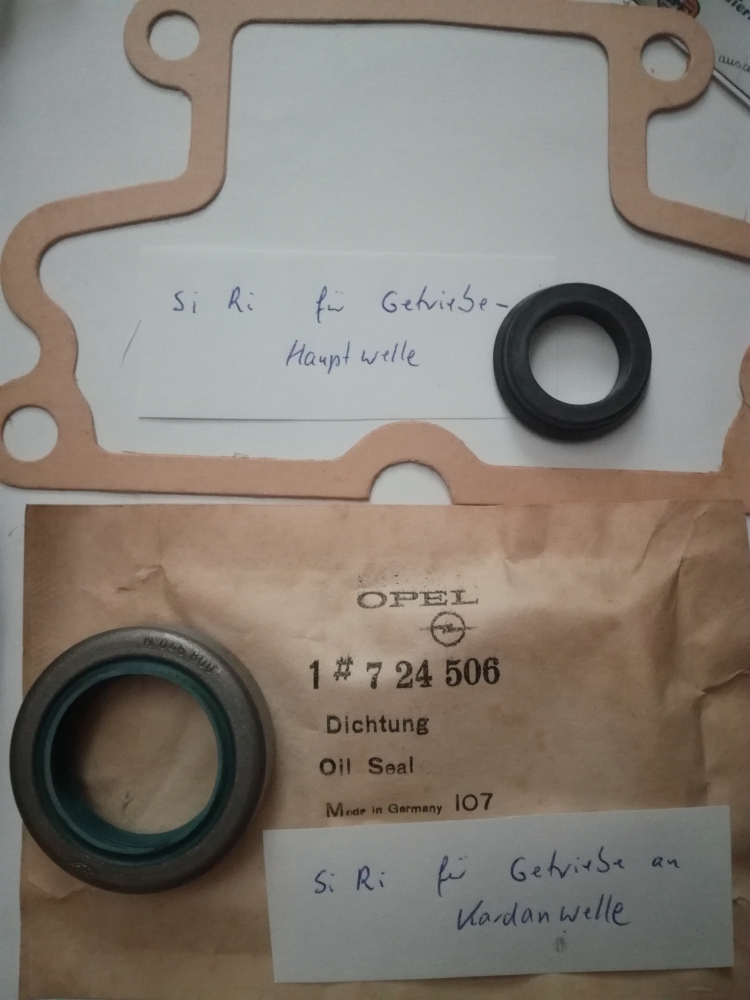 Si Ri für Getriebe-
Hauptwelle
OPEL
1 # 7 24 506
Dichtung
Oil Seal
Made in Germany 107
Si Ri für Getriebe an
Kardanwelle